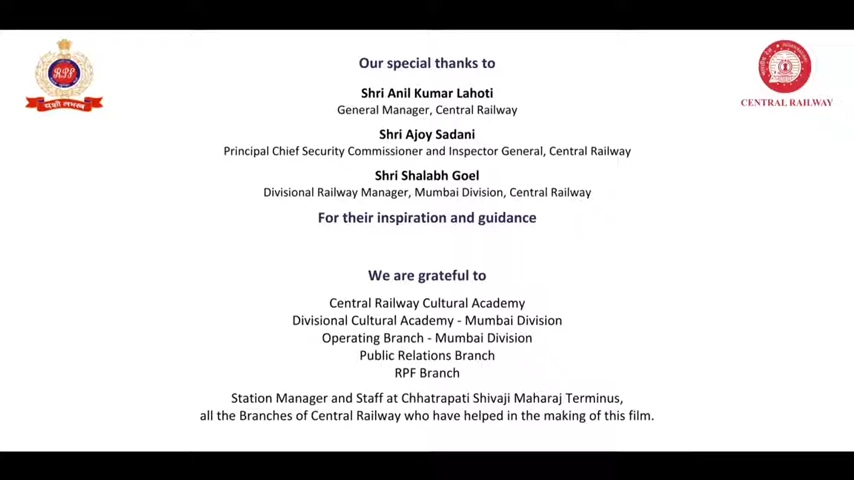 Our special thanks to
Shri Anil Kumar Lahoti
General Manager, Central Railway
Shri Ajoy Sadani
Principal Chief Security Commissioner and Inspector General, Central Railway
Shri Shalabh Goel
Divisional Railway Manager, Mumbai Division, Central Railway
For their inspiration and guidance
We are grateful to
Central Railway Cultural Academy
Divisional Cultural Academy - Mumbai Division
Operating Branch - Mumbai Division
Public Relations Branch
RPF Branch
Station Manager and Staff at Chhatrapati Shivaji Maharaj Terminus,
all the Branches of Central Railway who have helped in the making of this film.
RPF
यशो लभस्व
CENTRAL RAILWAY